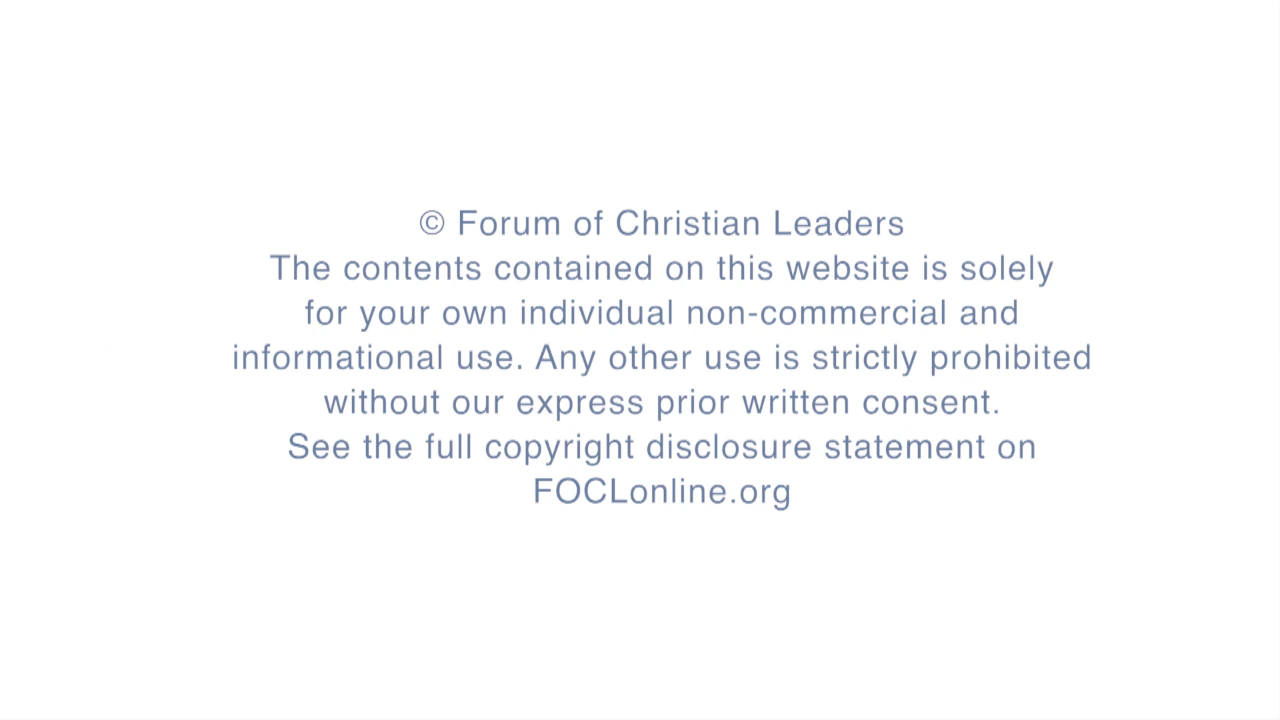 © Forum of Christian Leaders
The contents contained on this website is solely
for your own individual non-commercial and
informational use. Any other use is strictly prohibited
without our express prior written consent.
See the full copyright disclosure statement on
FOCLonline.org